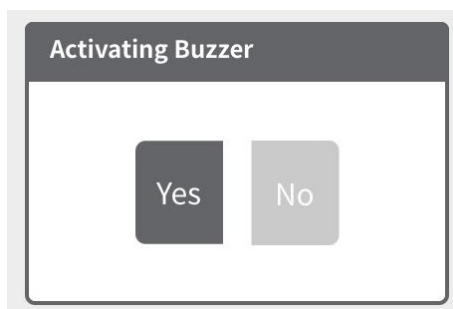 Activating Buzzer
Yes No